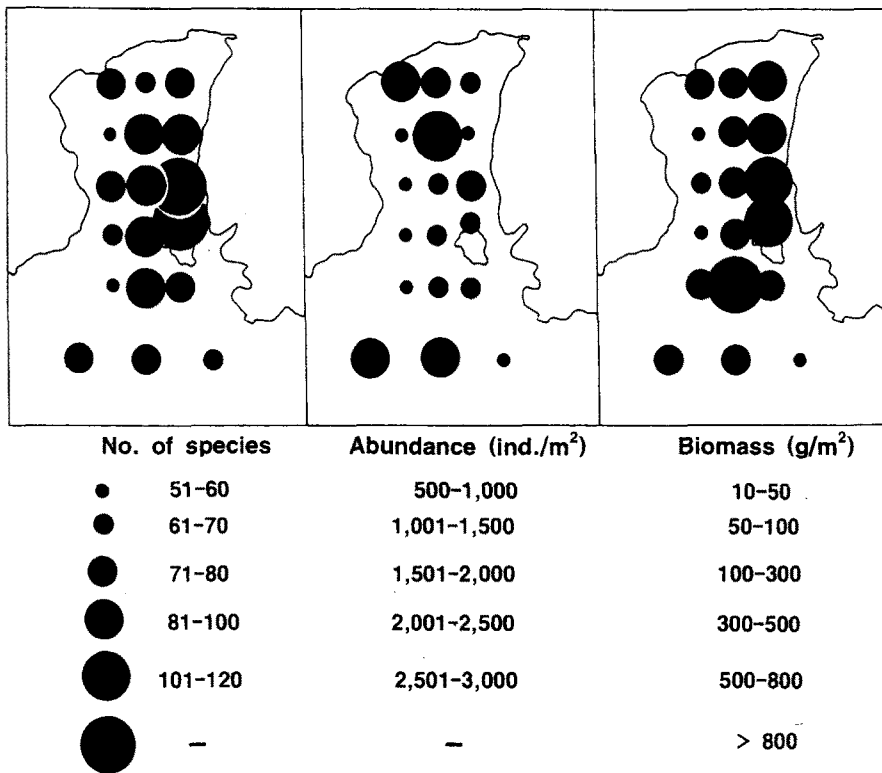 No. of species Abundance (ind./m²) Biomass (g/m²)
51–60 500–1,000 10–50
61–70 1,001–1,500 50–100
71–80 1,501–2,000 100–300
81–100 2,001–2,500 300–500
101–120 2,501–3,000 500–800
– – > 800